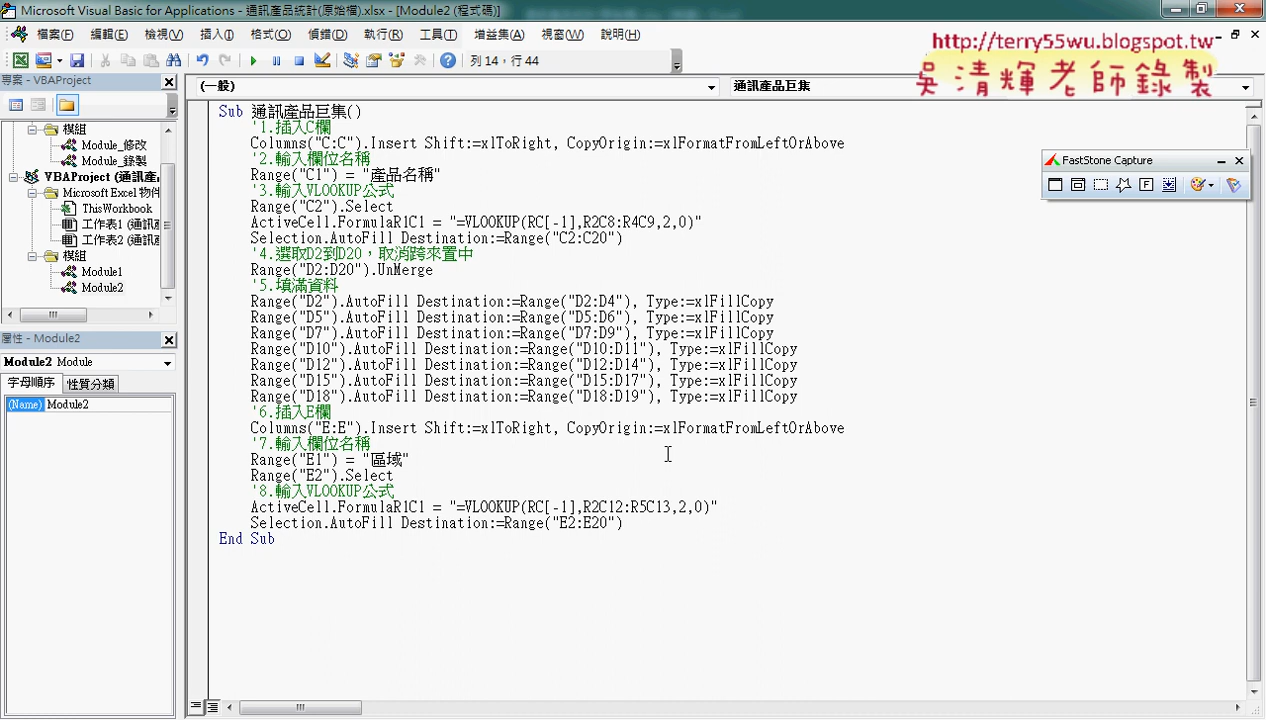 Microsoft Visual Basic for Applications - 通訊產品統計(原始檔).xlsx - [Module2 (程式碼)]
檔案(F) 編輯(E) 檢視(V) 插入(I) 格式(O) 偵錯(D) 執行(R) 工具(T) 增益集(A) 視窗(W) 說明(H)
http://terry55wu.blogspot.tw
吳清輝老師錄製
列 14，行 44
專案 - VBAProject
(一般)
通訊產品巨集
模組
Module_修改
Module_錄製
VBAProject (通訊產
Microsoft Excel 物件
ThisWorkbook
工作表1 (通訊
工作表2 (通訊
模組
Module1
Module2
屬性 - Module2
Module2 Module
字母順序 性質分類
(Name) Module2
FastStone Capture
Sub 通訊產品巨集()
'1.插入C欄
Columns("C:C").Insert Shift:=xlToRight, CopyOrigin:=xlFormatFromLeftOrAbove
'2.輸入欄位名稱
Range("C1") = "產品名稱"
'3.輸入VLOOKUP公式
Range("C2").Select
ActiveCell.FormulaR1C1 = "=VLOOKUP(RC[-1],R2C8:R4C9,2,0)"
Selection.AutoFill Destination:=Range("C2:C20")
'4.選取D2到D20，取消跨來置中
Range("D2:D20").UnMerge
'5.填滿資料
Range("D2").AutoFill Destination:=Range("D2:D4"), Type:=xlFillCopy
Range("D5").AutoFill Destination:=Range("D5:D6"), Type:=xlFillCopy
Range("D7").AutoFill Destination:=Range("D7:D9"), Type:=xlFillCopy
Range("D10").AutoFill Destination:=Range("D10:D11"), Type:=xlFillCopy
Range("D12").AutoFill Destination:=Range("D12:D14"), Type:=xlFillCopy
Range("D15").AutoFill Destination:=Range("D15:D17"), Type:=xlFillCopy
Range("D18").AutoFill Destination:=Range("D18:D19"), Type:=xlFillCopy
'6.插入E欄
Columns("E:E").Insert Shift:=xlToRight, CopyOrigin:=xlFormatFromLeftOrAbove
'7.輸入欄位名稱
Range("E1") = "區域"
Range("E2").Select
'8.輸入VLOOKUP公式
ActiveCell.FormulaR1C1 = "=VLOOKUP(RC[-1],R2C12:R5C13,2,0)"
Selection.AutoFill Destination:=Range("E2:E20")
End Sub